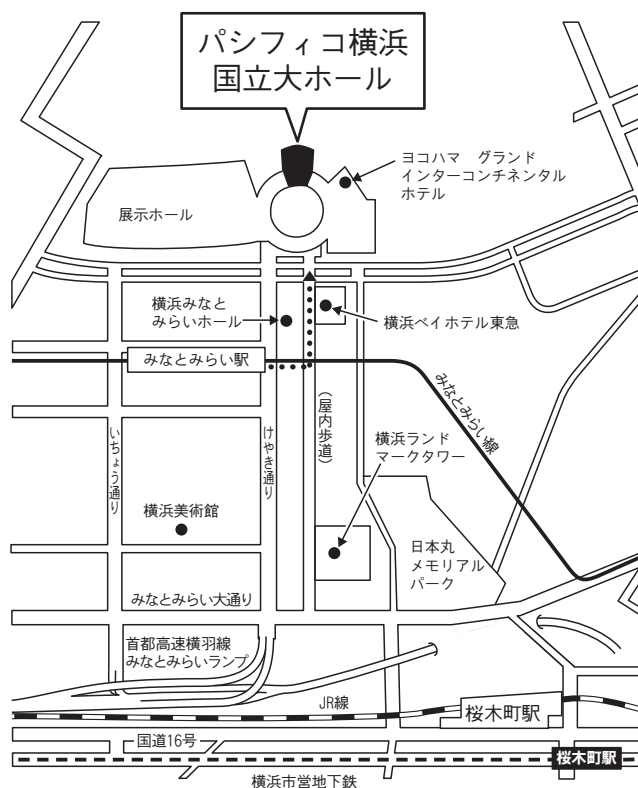 パシフィコ横浜
国立大ホール
ヨコハマ　グランド
インターコンチネンタル
ホテル
展示ホール
横浜みなと
みらいホール
横浜ベイホテル東急
みなとみらい駅
みなとみらい線
いちょう通り
けやき通り
（屋内歩道）
横浜ランド
マークタワー
横浜美術館
日本丸
メモリアル
パーク
みなとみらい大通り
首都高速横羽線
みなとみらいランプ
JR線
桜木町駅
国道16号
桜木町駅
横浜市営地下鉄